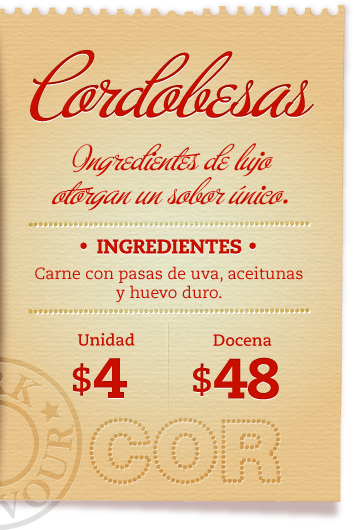 Cordobesas
Ingredientes de lujo
otorgan un sabor único.
• INGREDIENTES •
Carne con pasas de uva, aceitunas
y huevo duro.
Unidad
$4
Docena
$48
COR